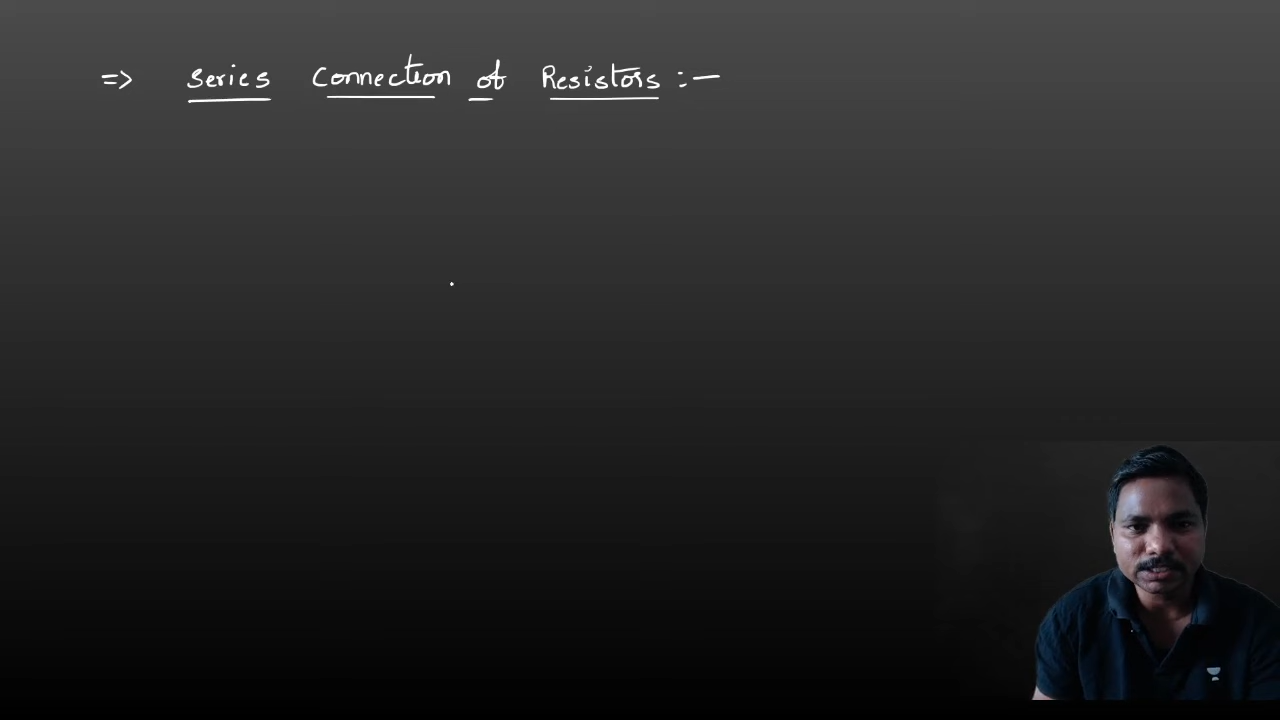 => Series Connection of Resistors :-